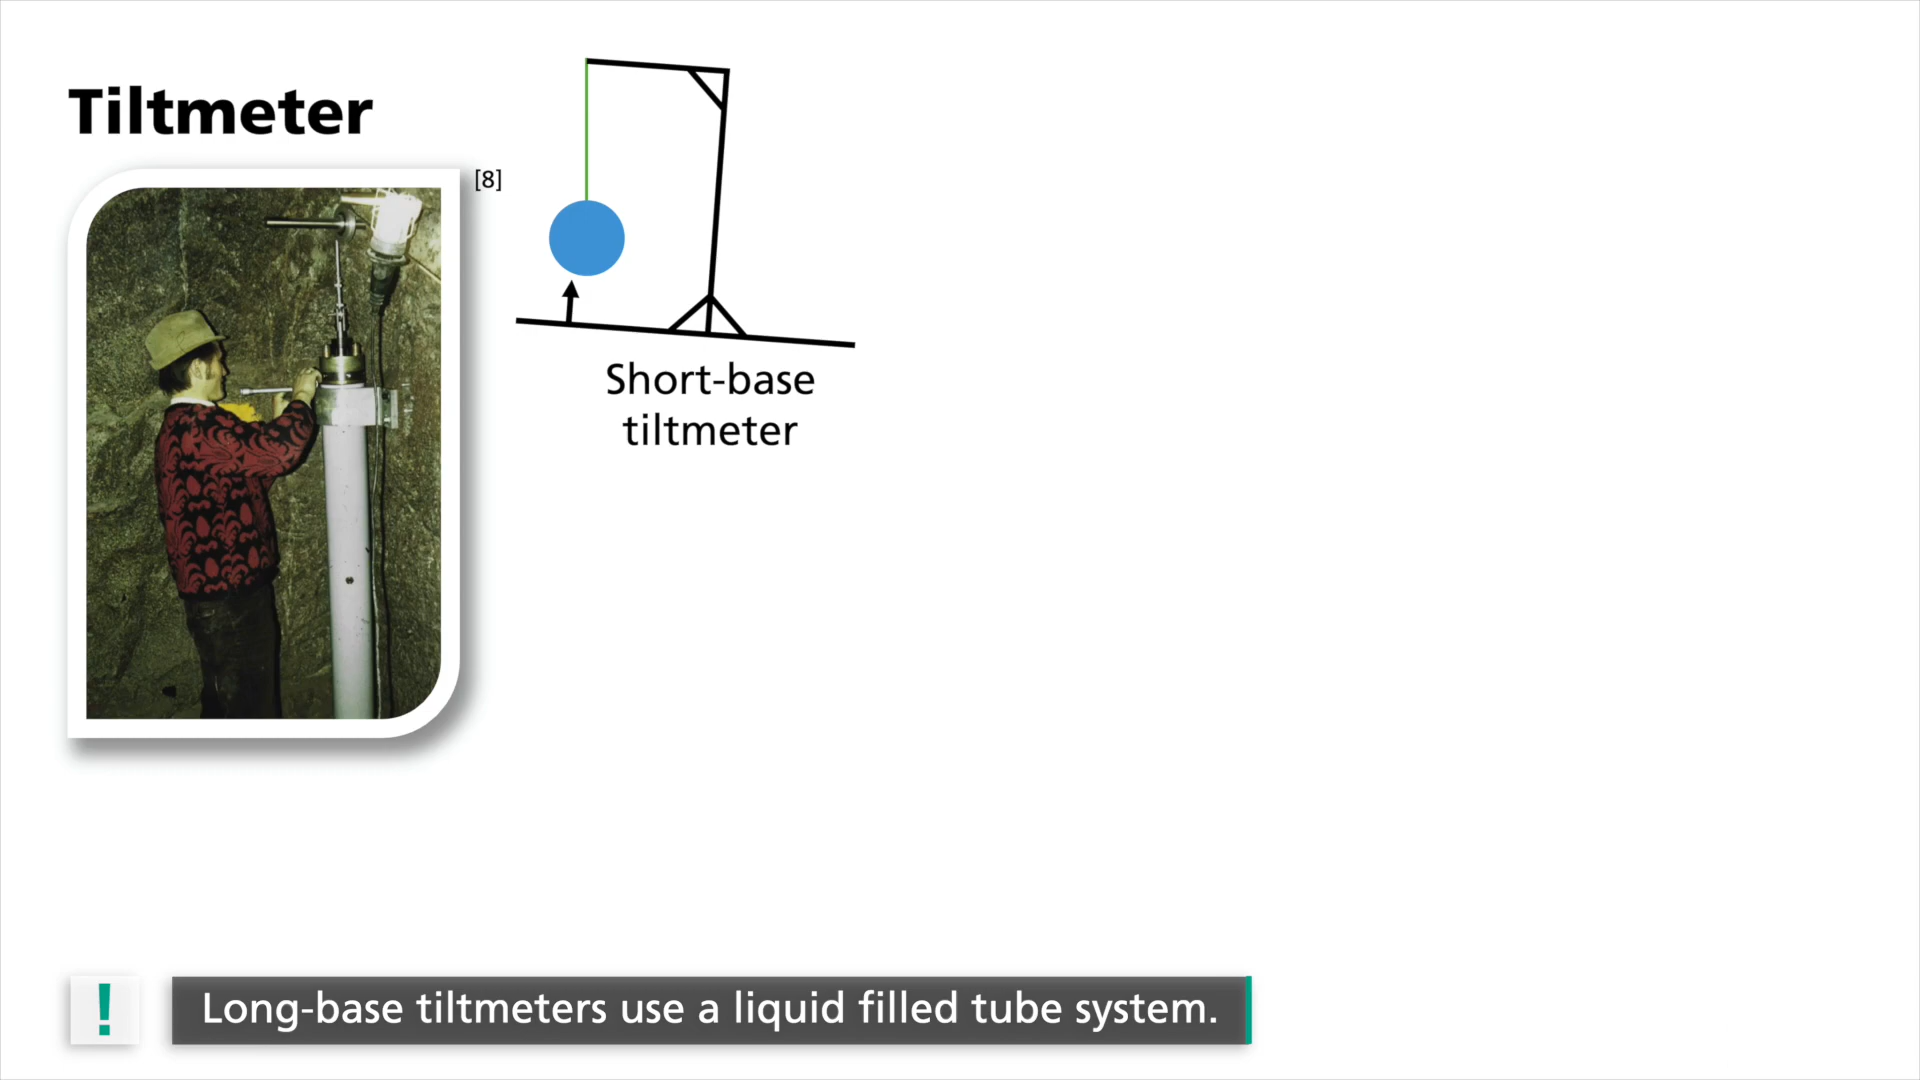 Tiltmeter
[8]
Short-base
tiltmeter
! Long-base tiltmeters use a liquid filled tube system.